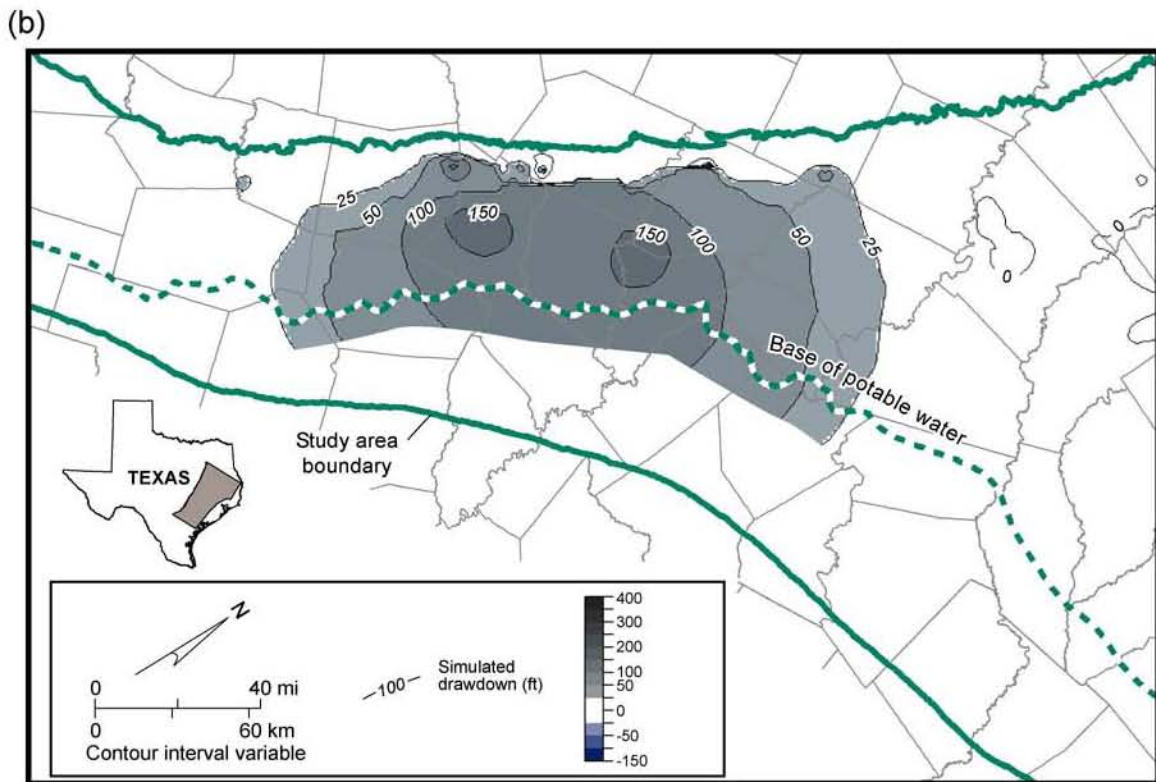 (b)
25
50
100
150
150
100
50
25
0
0
Base of potable water
Study area
boundary
TEXAS
N
0 40 mi
0 60 km
Contour interval variable
100
Simulated
drawdown (ft)
400
300
200
100
50
0
-50
-150